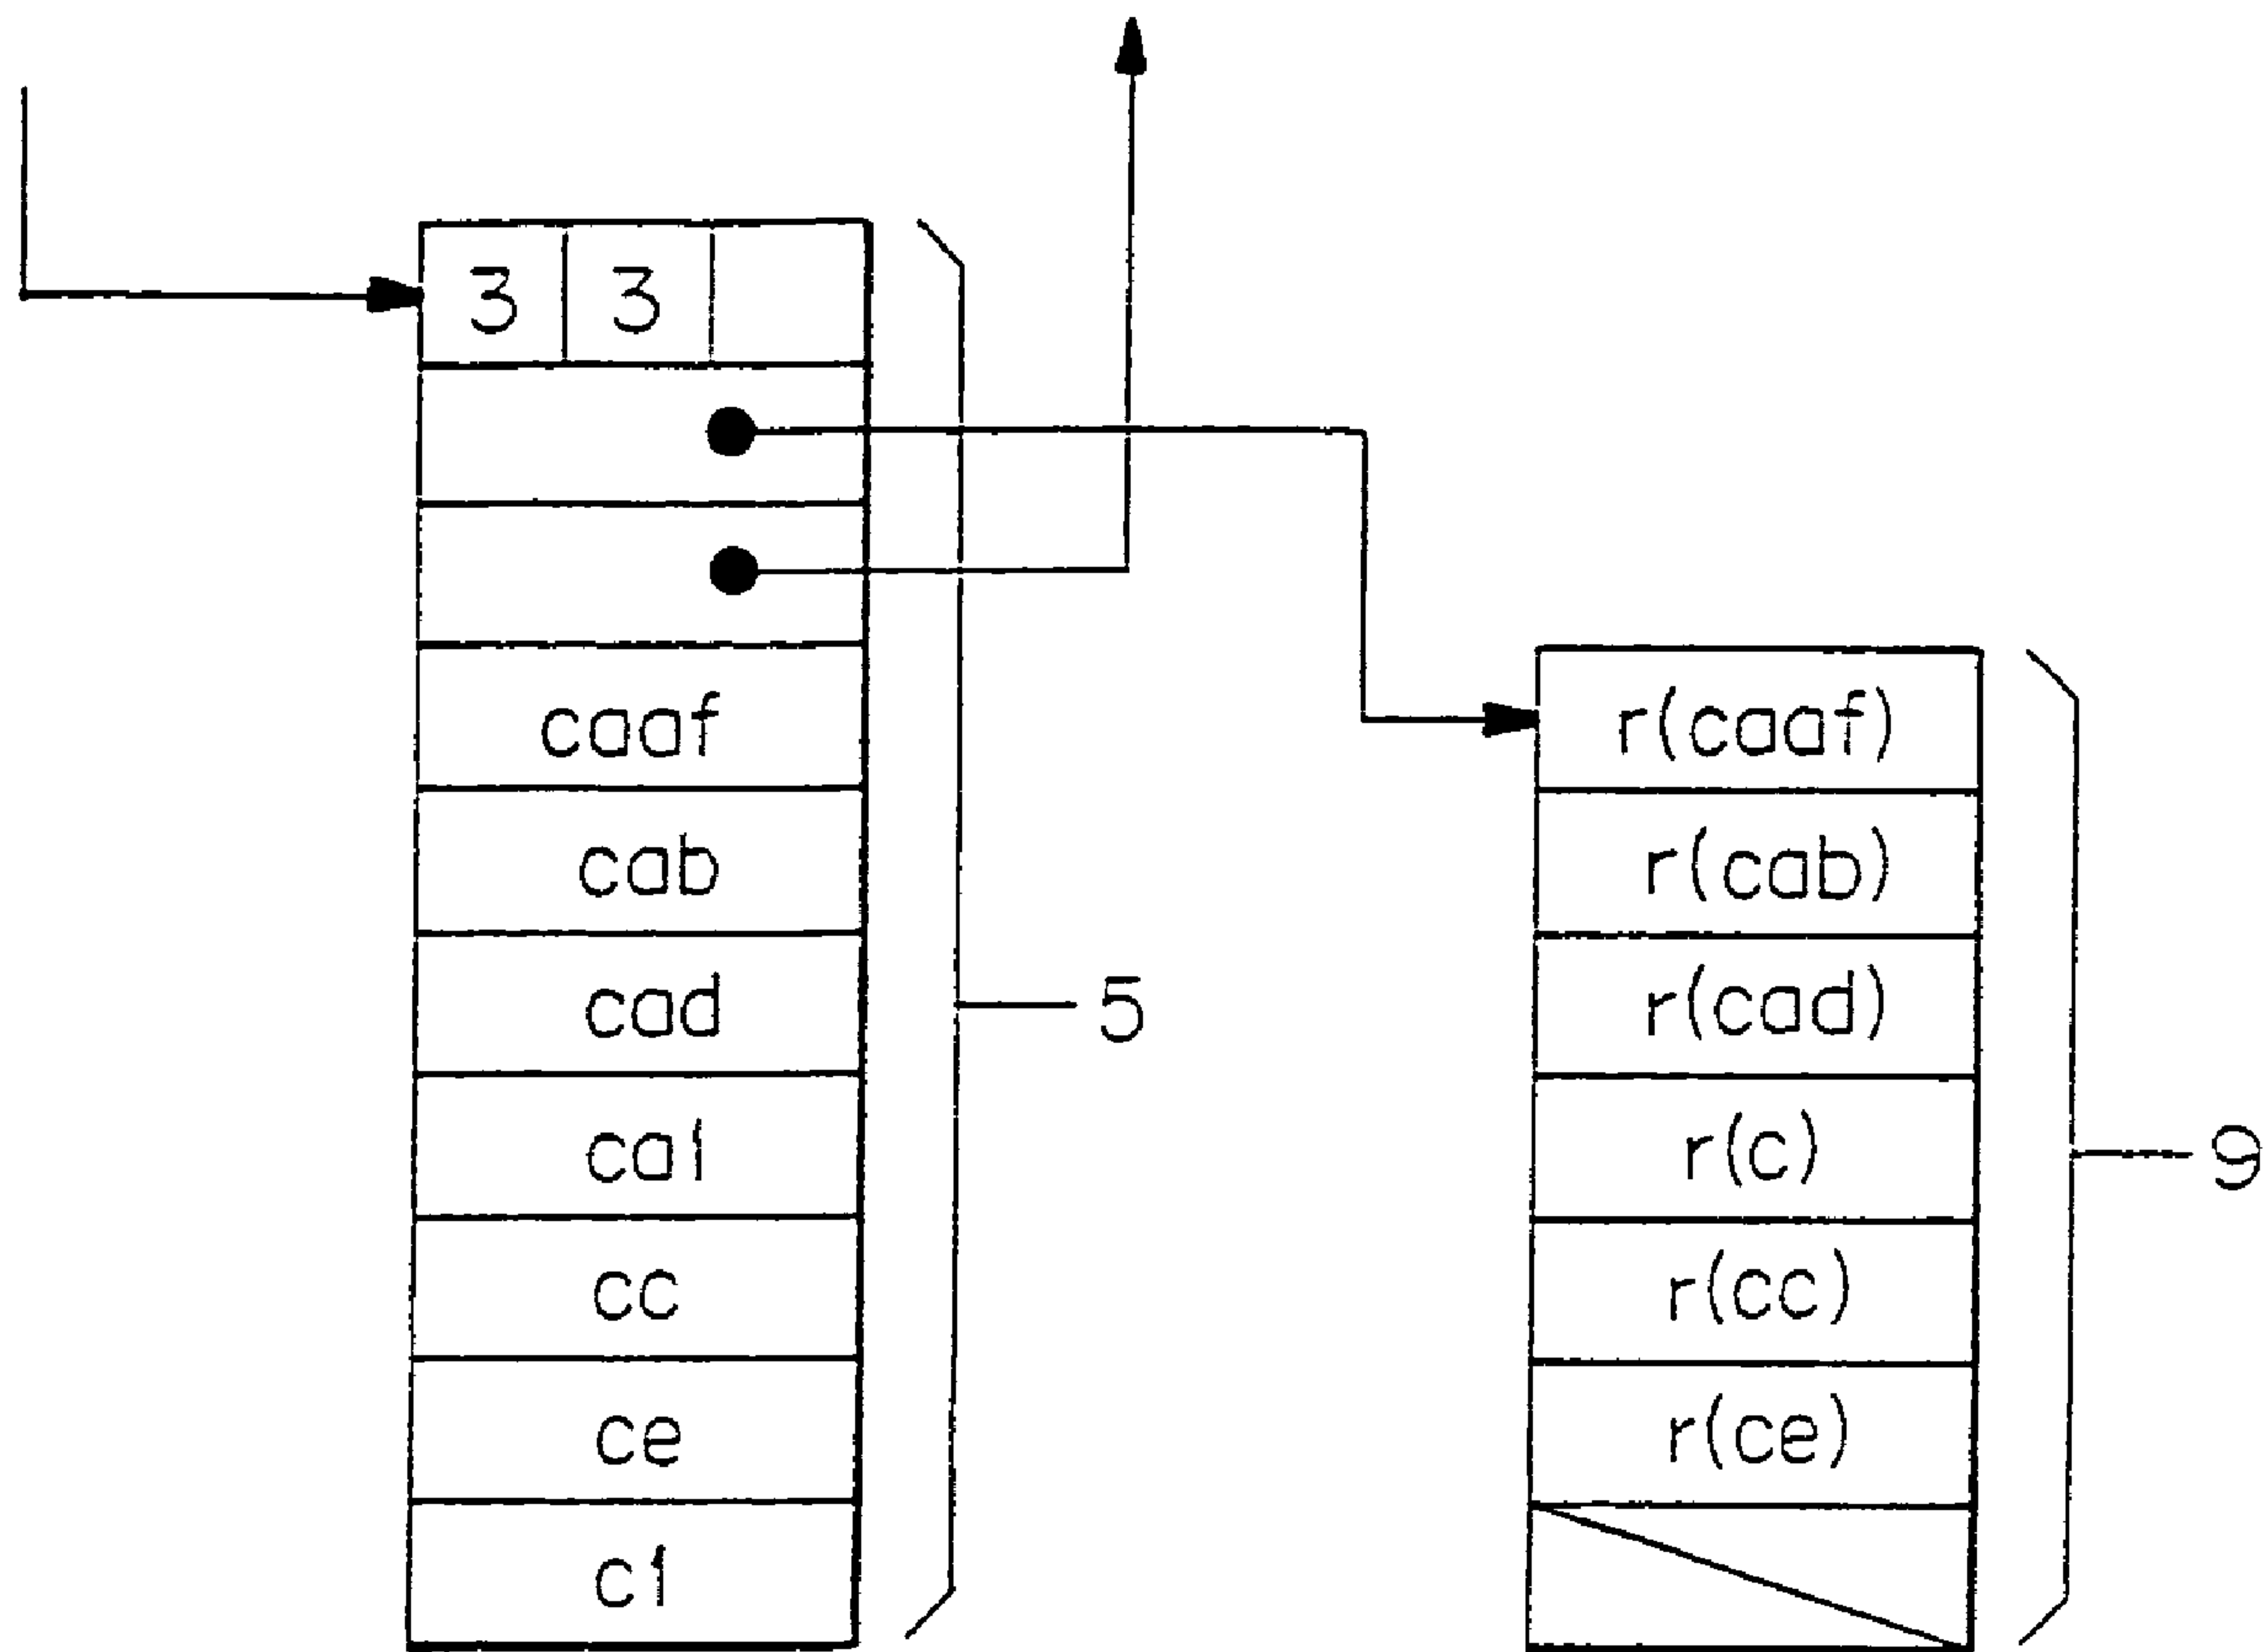 3 3
caaf
cab
cad
ca1
cc
ce
c1
5
r(caaf)
r(cab)
r(cad)
r(c)
r(cc)
r(ce)
9